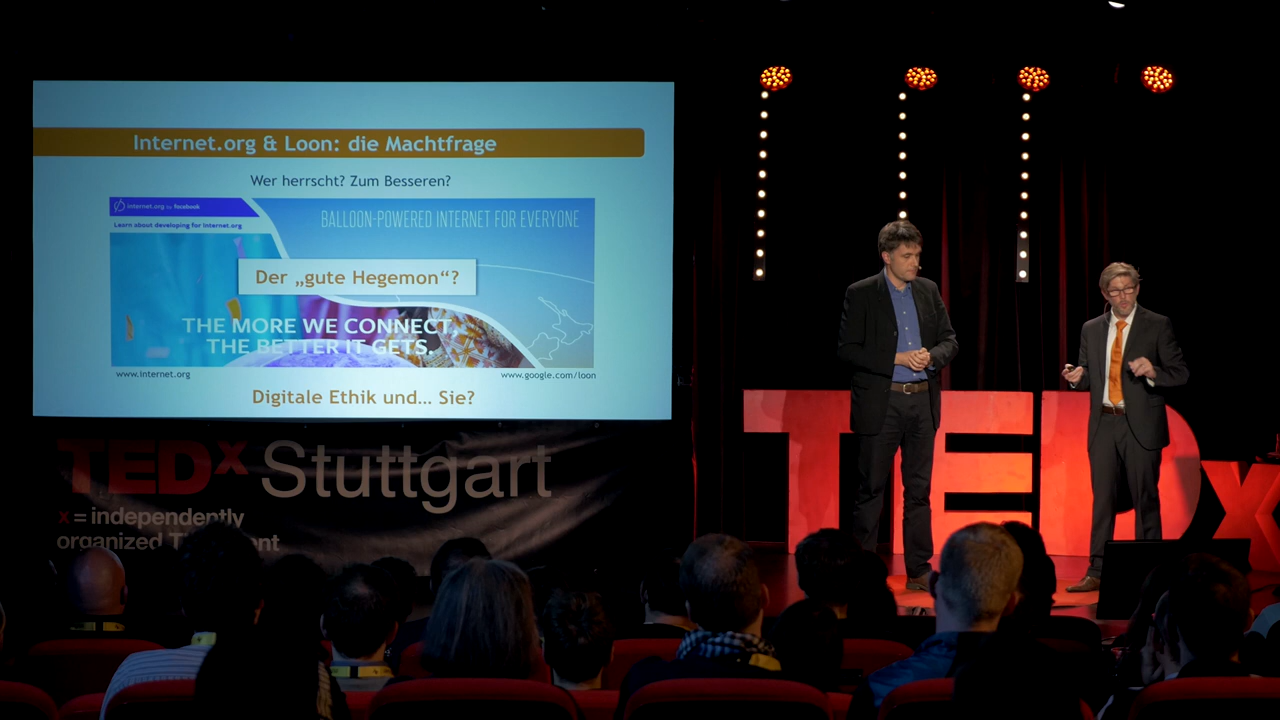 Internet.org & Loon: die Machtfrage
Wer herrscht? Zum Besseren?
internet.org by facebook
Learn about developing for Internet.org
BALLOON-POWERED INTERNET FOR EVERYONE
Der „gute Hegemon“?
THE MORE WE CONNECT
THE BETTER IT GETS.
www.internet.org
www.google.com/loon
Digitale Ethik und... Sie?
TEDx Stuttgart
x = independently
organized
TEDx